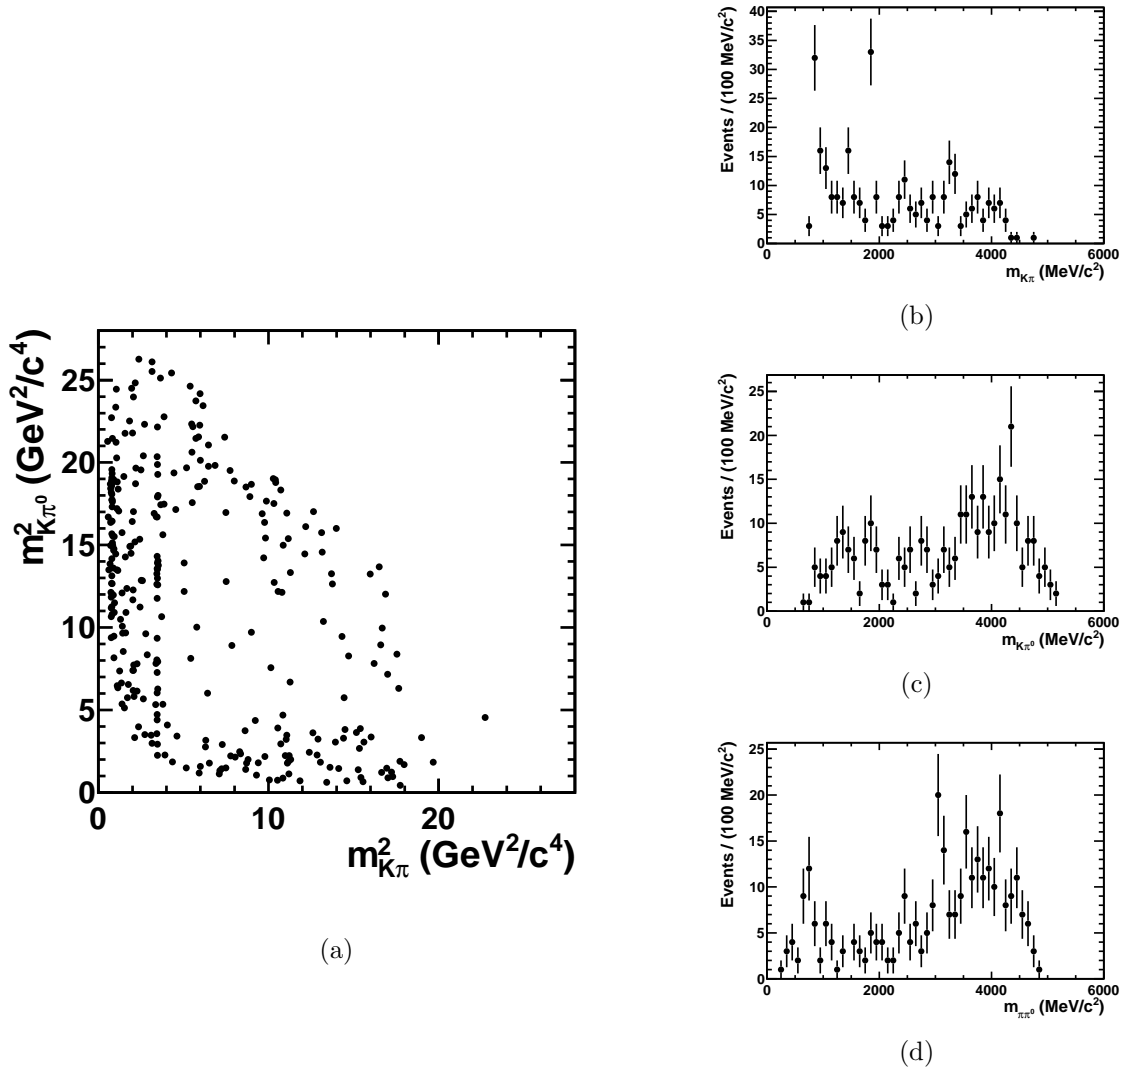 m²Kπ⁰ (GeV²/c⁴)
25
20
15
10
5
0
0 10 20
m²Kπ (GeV²/c⁴)
(a)
Events / (100 MeV/c²)
40
35
30
25
20
15
10
5
0
0 2000 4000 6000
mKπ (MeV/c²)
(b)
Events / (100 MeV/c²)
25
20
15
10
5
0
0 2000 4000 6000
mKπ⁰ (MeV/c²)
(c)
Events / (100 MeV/c²)
25
20
15
10
5
0
0 2000 4000 6000
mππ⁰ (MeV/c²)
(d)